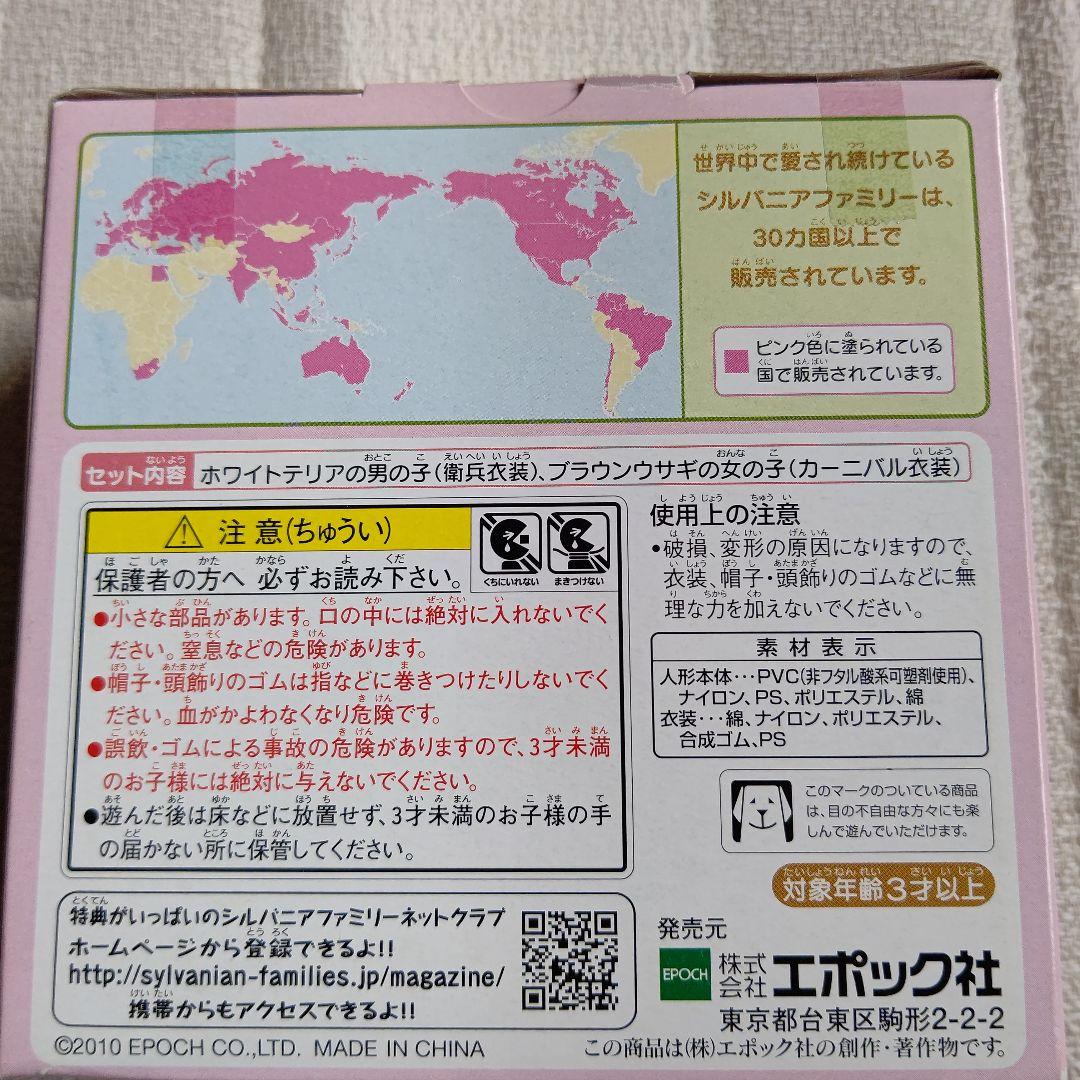 世界中で愛され続けている
シルバニアファミリーは、
30カ国以上で
販売されています。
ピンク色に塗られている
国で販売されています。
セット内容 ホワイトテリアの男の子(衛兵衣装)、ブラウンウサギの女の子(カーニバル衣装)
注意(ちゅうい)
くちにいれない まきつけない
保護者の方へ 必ずお読み下さい。
●小さな部品があります。口の中には絶対に入れないでく
ださい。窒息などの危険があります。
●帽子・頭飾りのゴムは指などに巻きつけたりしないでく
ださい。血がかよわなくなり危険です。
●誤飲・ゴムによる事故の危険がありますので、3才未満
のお子様には絶対に与えないでください。
●遊んだ後は床などに放置せず、3才未満のお子様の手
の届かない所に保管してください。
使用上の注意
•破損、変形の原因になりますので、
衣装、帽子・頭飾りのゴムなどに無
理な力を加えないでください。
素材表示
人形本体…PVC(非フタル酸系可塑剤使用)、
ナイロン、PS、ポリエステル、綿
衣装…綿、ナイロン、ポリエステル、
合成ゴム、PS
このマークのついている商品
は、目の不自由な方々にも楽
しんで遊んでいただけます。
対象年齢3才以上
特典がいっぱいのシルバニアファミリーネットクラブ
ホームページから登録できるよ!!
http://sylvanian-families.jp/magazine/
携帯からもアクセスできるよ!!
発売元
EPOCH 株式会社エポック社
東京都台東区駒形2-2-2
©2010 EPOCH CO.,LTD. MADE IN CHINA
この商品は(株)エポック社の創作・著作物です。